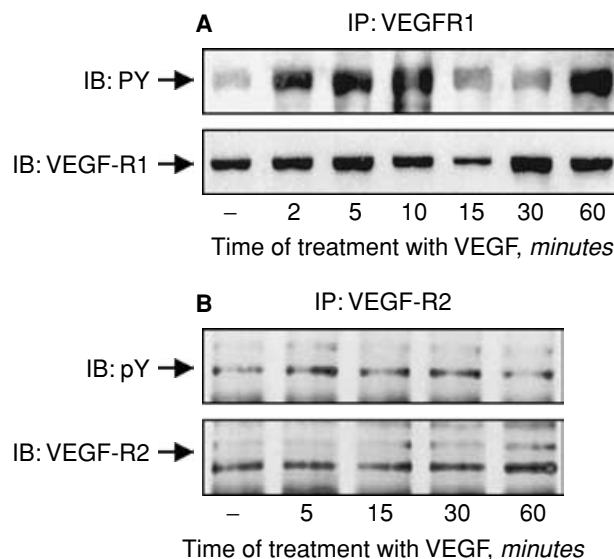 A IP: VEGFR1
IB: PY
IB: VEGF-R1
– 2 5 10 15 30 60
Time of treatment with VEGF, minutes
B IP: VEGF-R2
IB: pY
IB: VEGF-R2
– 5 15 30 60
Time of treatment with VEGF, minutes